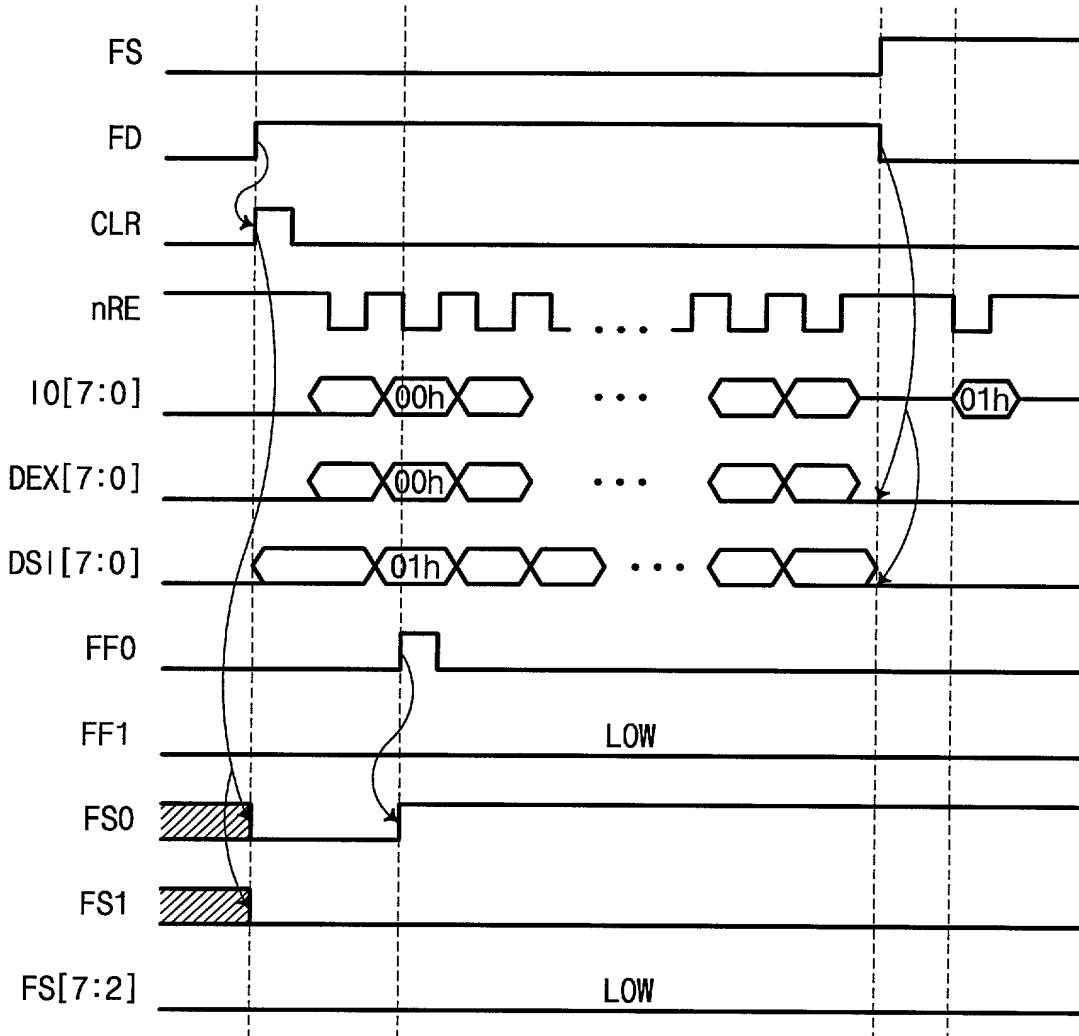 FS
FD
CLR
nRE
...
IO[7:0] 00h ... 01h
DEX[7:0] 00h ...
DSI[7:0] 01h ...
FF0
FF1 LOW
FS0
FS1
FS[7:2] LOW